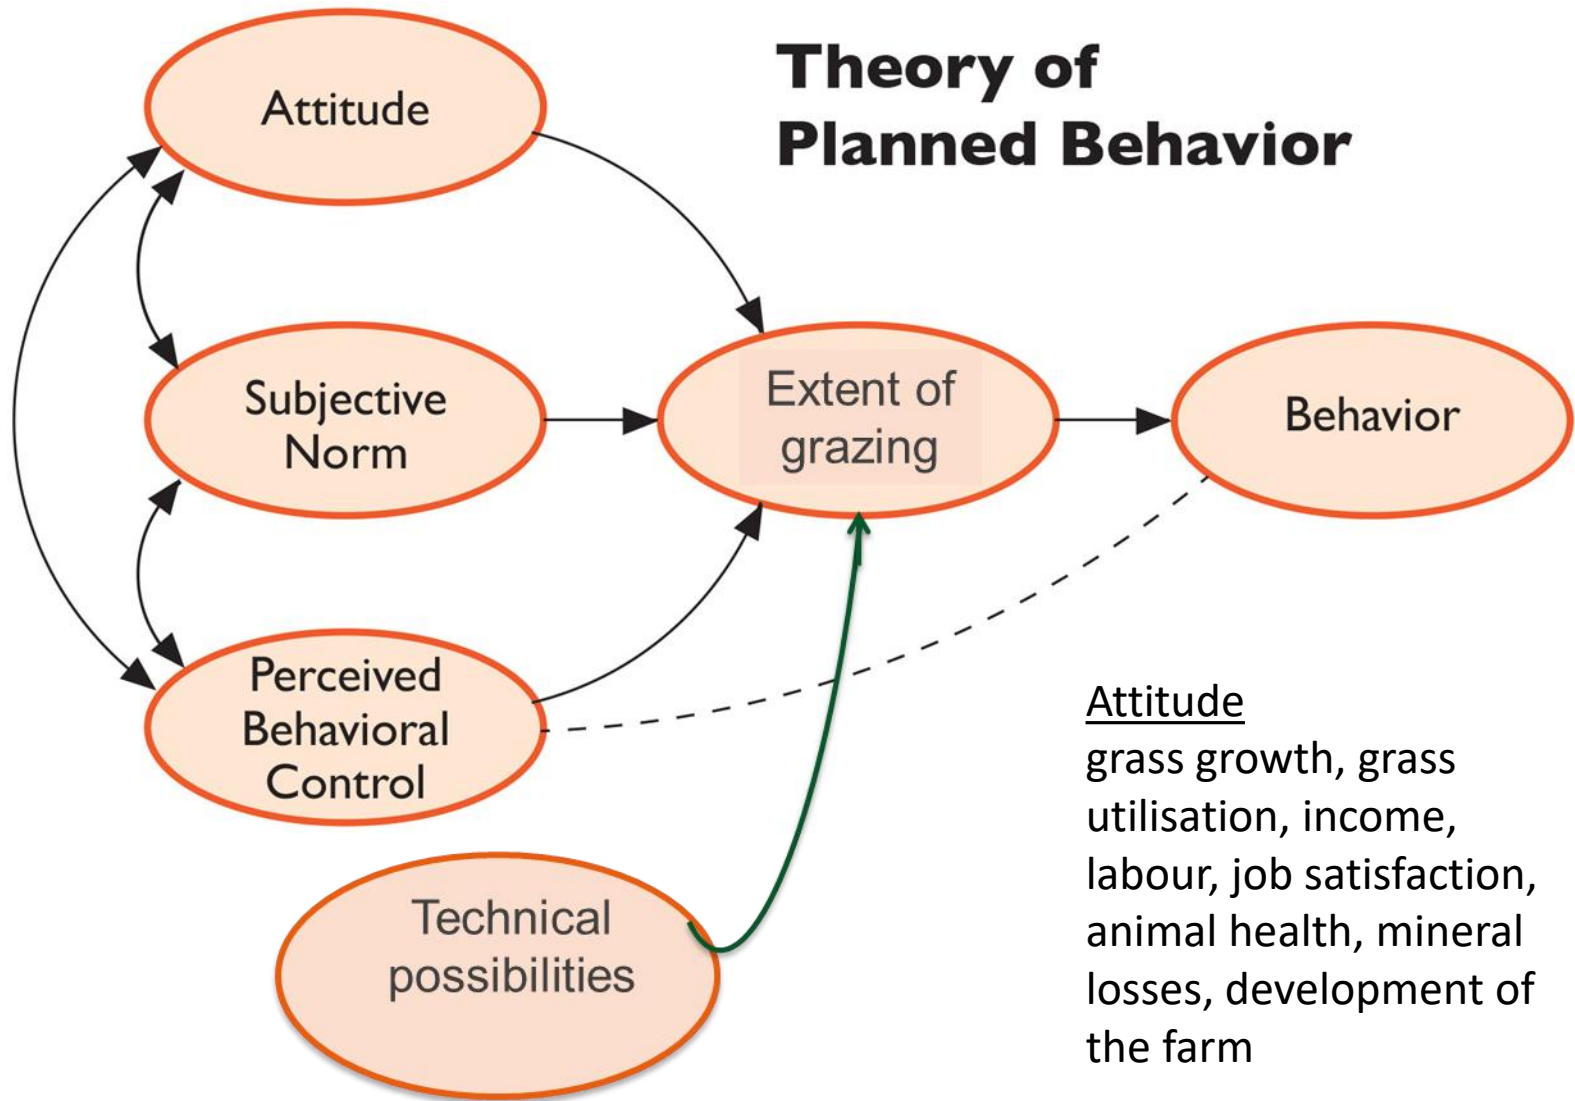 Theory of
Planned Behavior
Attitude
Subjective
Norm
Extent of
grazing
Behavior
Perceived
Behavioral
Control
Technical
possibilities
Attitude
grass growth, grass
utilisation, income,
labour, job satisfaction,
animal health, mineral
losses, development of
the farm